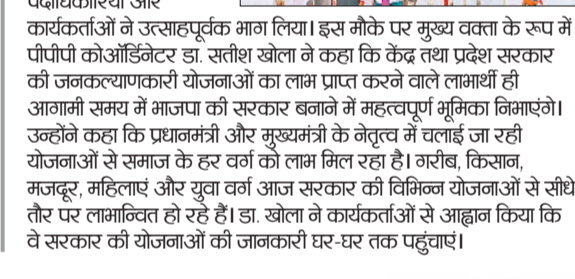 पदाधिकारियों और
कार्यकर्ताओं ने उत्साहपूर्वक भाग लिया। इस मौके पर मुख्य वक्ता के रूप में
पीपीपी कोऑर्डिनेटर डा. सतीश खोला ने कहा कि केंद्र तथा प्रदेश सरकार
की जनकल्याणकारी योजनाओं का लाभ प्राप्त करने वाले लाभार्थी ही
आगामी समय में भाजपा की सरकार बनाने में महत्वपूर्ण भूमिका निभाएंगे।
उन्होंने कहा कि प्रधानमंत्री और मुख्यमंत्री के नेतृत्व में चलाई जा रही
योजनाओं से समाज के हर वर्ग को लाभ मिल रहा है। गरीब, किसान,
मजदूर, महिलाएं और युवा वर्ग आज सरकार की विभिन्न योजनाओं से सीधे
तौर पर लाभान्वित हो रहे हैं। डा. खोला ने कार्यकर्ताओं से आह्वान किया कि
वे सरकार की योजनाओं की जानकारी घर-घर तक पहुंचाएं।